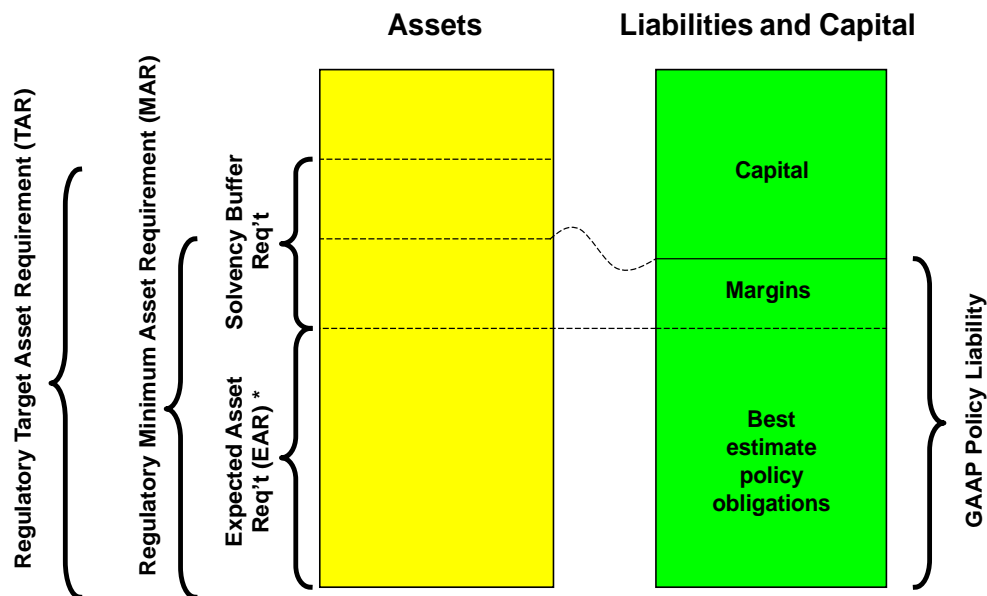 Assets
Liabilities and Capital
Regulatory Target Asset Requirement (TAR)
Regulatory Minimum Asset Requirement (MAR)
Solvency Buffer
Req't
Expected Asset
Req't (EAR) *
Capital
Margins
Best
estimate
policy
obligations
GAAP Policy Liability